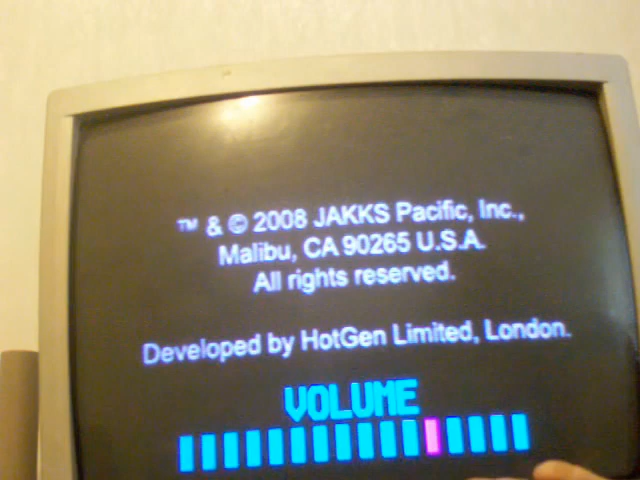 ™ & © 2008 JAKKS Pacific, Inc.,
Malibu, CA 90265 U.S.A.
All rights reserved.
Developed by HotGen Limited, London.
VOLUME